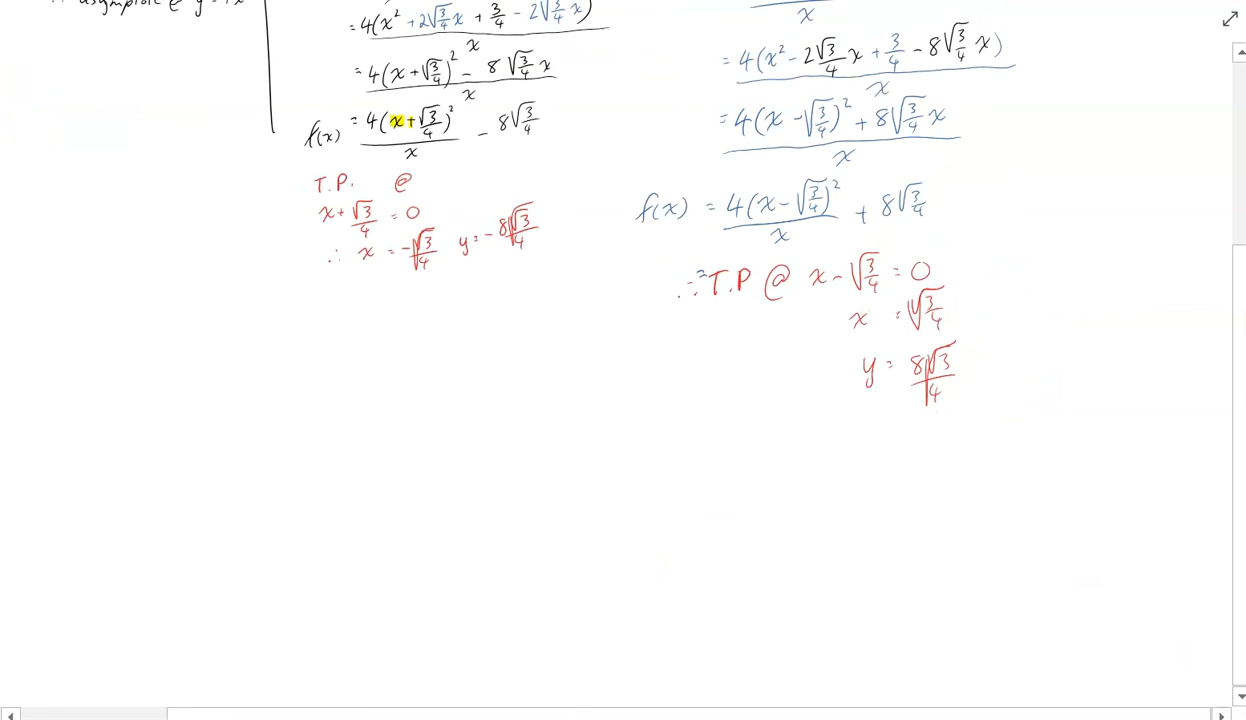 ∴ asymptote @ y=4x
= 4(x² + 2√(3/4) x + 3/4 - 2√(3/4) x) / x
= 4(x + √(3/4))² - 8√(3/4) x / x
f(x) = 4(x + √(3/4))² / x - 8√(3/4)
T.P. @
x + √(3/4) = 0
∴ x = -√(3/4) y = -8√(3/4)
x
= 4(x² - 2√(3/4) x + 3/4 - 8√(3/4) x) / x
= 4(x - √(3/4))² + 8√(3/4) x / x
f(x) = 4(x - √(3/4))² / x + 8√(3/4)
∴ T.P @ x - √(3/4) = 0
x = √(3/4)
y = 8√(3/4)